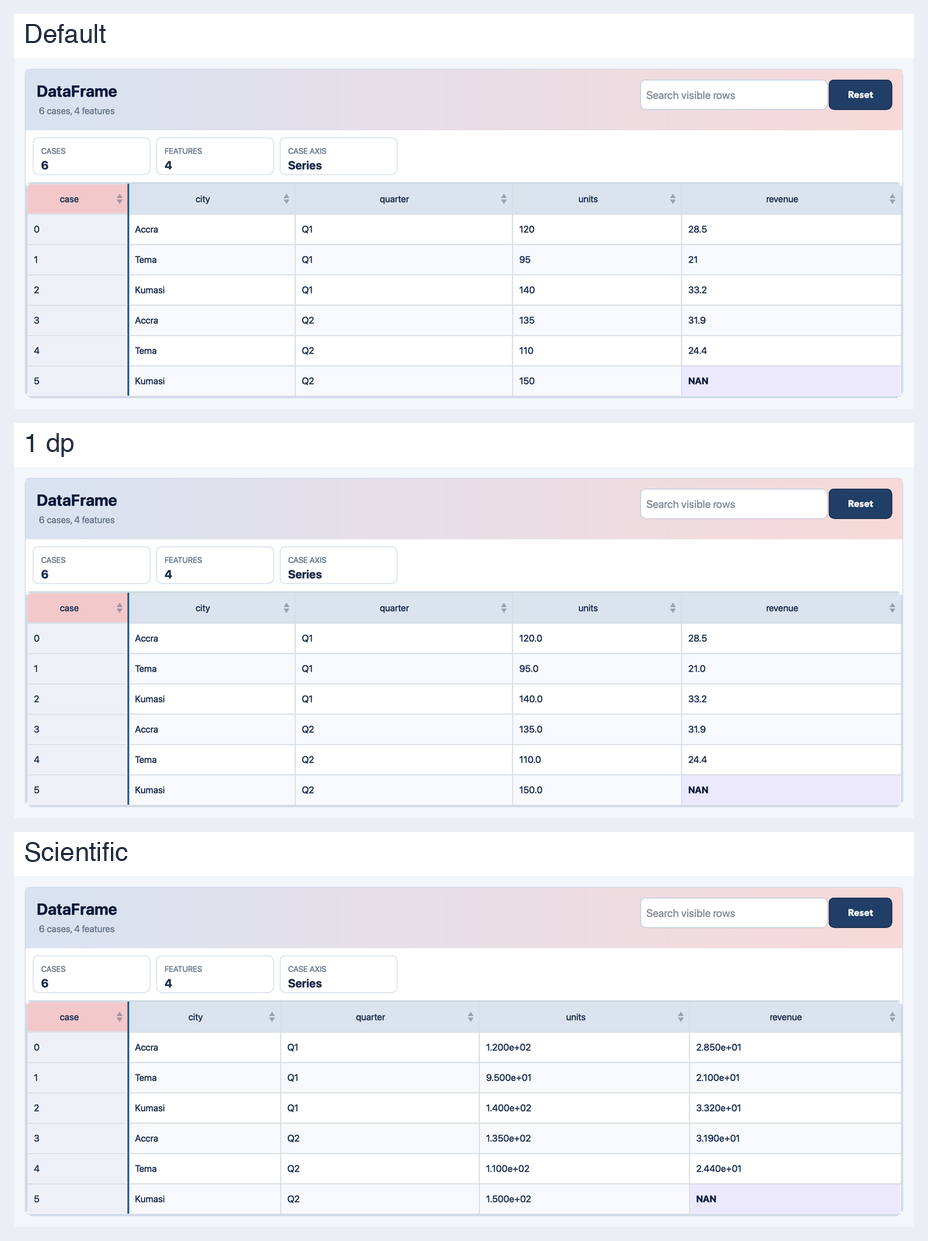 Default
DataFrame
6 cases, 4 features
Search visible rows Reset
CASES FEATURES CASE AXIS
6 4 Series
case city quarter units revenue
0 Accra Q1 120 28.5
1 Tema Q1 95 21
2 Kumasi Q1 140 33.2
3 Accra Q2 135 31.9
4 Tema Q2 110 24.4
5 Kumasi Q2 150 NAN
1 dp
DataFrame
6 cases, 4 features
Search visible rows Reset
CASES FEATURES CASE AXIS
6 4 Series
case city quarter units revenue
0 Accra Q1 120.0 28.5
1 Tema Q1 95.0 21.0
2 Kumasi Q1 140.0 33.2
3 Accra Q2 135.0 31.9
4 Tema Q2 110.0 24.4
5 Kumasi Q2 150.0 NAN
Scientific
DataFrame
6 cases, 4 features
Search visible rows Reset
CASES FEATURES CASE AXIS
6 4 Series
case city quarter units revenue
0 Accra Q1 1.200e+02 2.850e+01
1 Tema Q1 9.500e+01 2.100e+01
2 Kumasi Q1 1.400e+02 3.320e+01
3 Accra Q2 1.350e+02 3.190e+01
4 Tema Q2 1.100e+02 2.440e+01
5 Kumasi Q2 1.500e+02 NAN